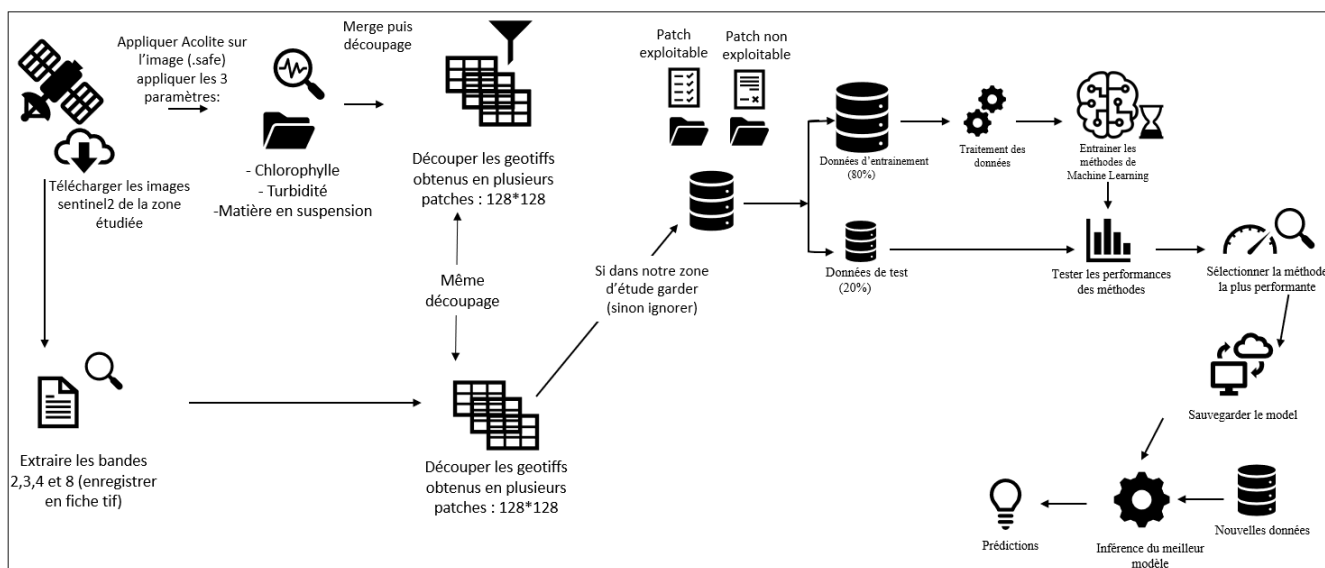 Appliquer Acolite sur
l'image (.safe)
appliquer les 3
paramètres:
Télécharger les images
sentinel2 de la zone
étudiée
- Chlorophylle
- Turbidité
-Matière en suspension
Merge puis
découpage
Découper les geotiffs
obtenus en plusieurs
patches : 128*128
Même
découpage
Extraire les bandes
2,3,4 et 8 (enregistrer
en fiche tif)
Découper les geotiffs
obtenus en plusieurs
patches : 128*128
Si dans notre zone
d'étude garder
(sinon ignorer)
Patch
exploitable
Patch non
exploitable
Données d'entrainement
(80%)
Traitement des
données
Entrainer les
méthodes de
Machine Learning
Données de test
(20%)
Tester les performances
des méthodes
Sélectionner la méthode
la plus performante
Sauvegarder le model
Nouvelles données
Inférence du meilleur
modèle
Prédictions